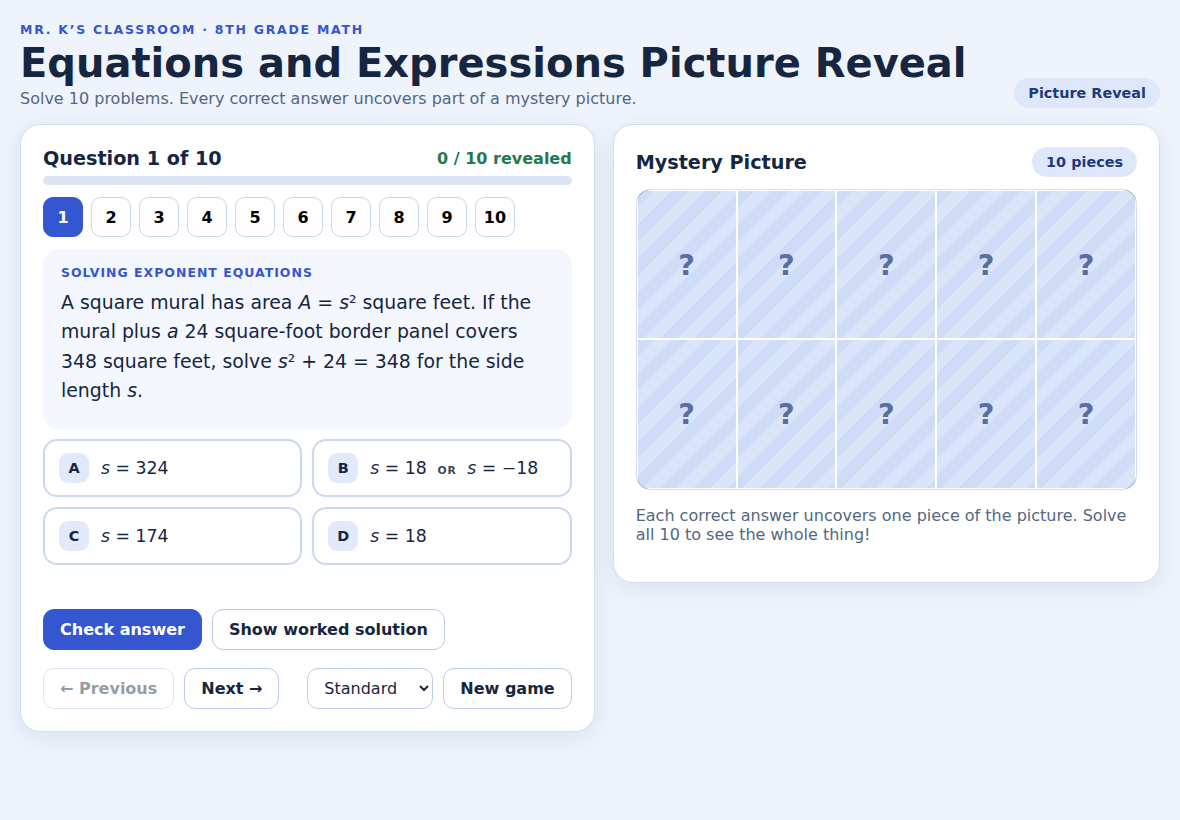 MR. K’S CLASSROOM · 8TH GRADE MATH
Equations and Expressions Picture Reveal
Solve 10 problems. Every correct answer uncovers part of a mystery picture.
Picture Reveal
Question 1 of 10
0 / 10 revealed
1 2 3 4 5 6 7 8 9 10
SOLVING EXPONENT EQUATIONS
A square mural has area A = s² square feet. If the
mural plus a 24 square-foot border panel covers
348 square feet, solve s² + 24 = 348 for the side
length s.
A s = 324
B s = 18 OR s = −18
C s = 174
D s = 18
Check answer
Show worked solution
← Previous
Next →
Standard
New game
Mystery Picture
10 pieces
? ? ? ? ?
? ? ? ? ?
Each correct answer uncovers one piece of the picture. Solve
all 10 to see the whole thing!